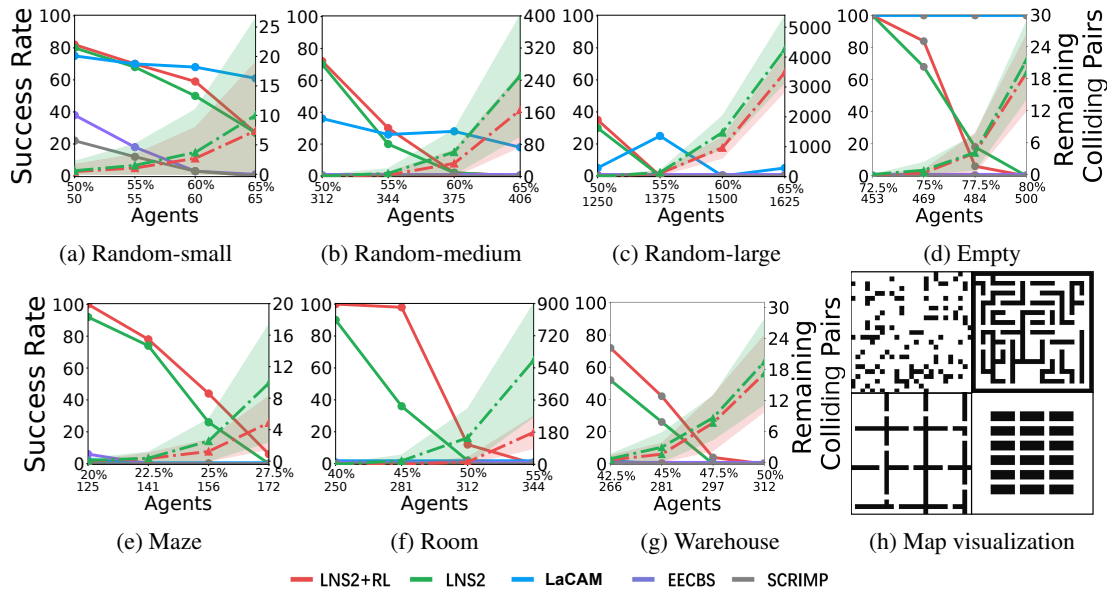 Success Rate
100
80
60
40
20
0
25
20
15
10
5
0
50% 55% 60% 65%
50 55 60 65
Agents
(a) Random-small
100
80
60
40
20
0
400
320
240
160
80
0
50% 55% 60% 65%
312 344 375 406
Agents
(b) Random-medium
100
80
60
40
20
0
5000
4000
3000
2000
1000
0
50% 55% 60% 65%
1250 1375 1500 1625
Agents
(c) Random-large
100
80
60
40
20
0
30
24
18
12
6
0
Remaining
Colliding Pairs
72.5% 75% 77.5% 80%
453 469 484 500
Agents
(d) Empty
Success Rate
100
80
60
40
20
0
20
16
12
8
4
0
20% 22.5% 25% 27.5%
125 141 156 172
Agents
(e) Maze
100
80
60
40
20
0
900
720
540
360
180
0
40% 45% 50% 55%
250 281 312 344
Agents
(f) Room
100
80
60
40
20
0
30
24
18
12
6
0
Remaining
Colliding Pairs
42.5% 45% 47.5% 50%
266 281 297 312
Agents
(g) Warehouse
(h) Map visualization
LNS2+RL LNS2 LaCAM EECBS SCRIMP